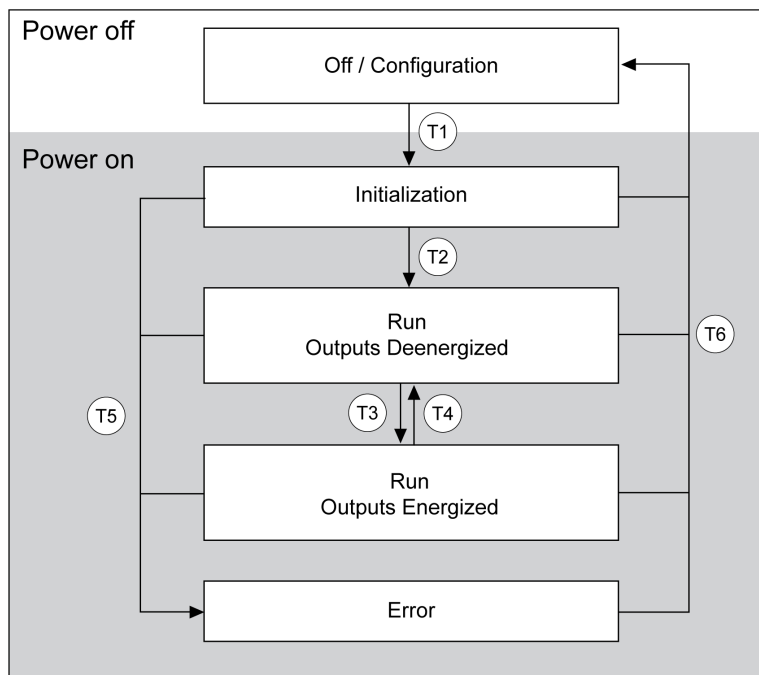 Power off
Off / Configuration
T1
Power on
Initialization
T2
Run
Outputs Deenergized
T6
T3
T4
T5
Run
Outputs Energized
Error